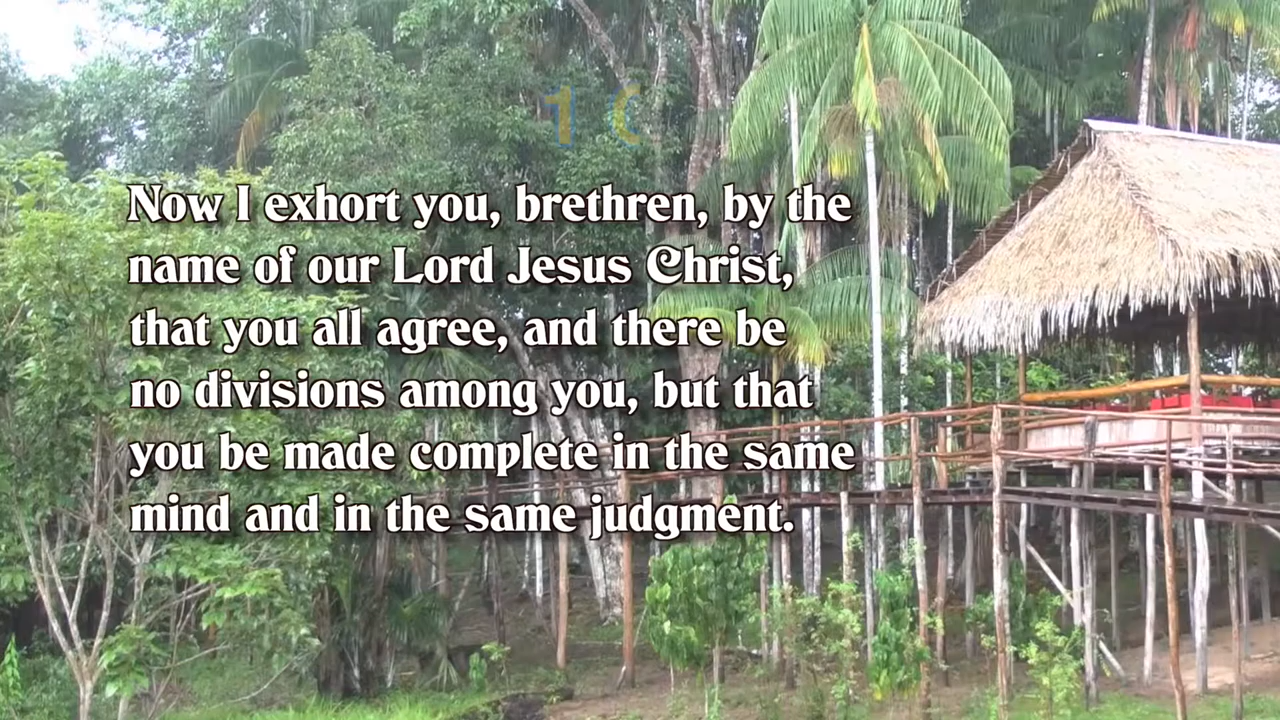 10
Now I exhort you, brethren, by the
name of our Lord Jesus Christ,
that you all agree, and there be
no divisions among you, but that
you be made complete in the same
mind and in the same judgment.